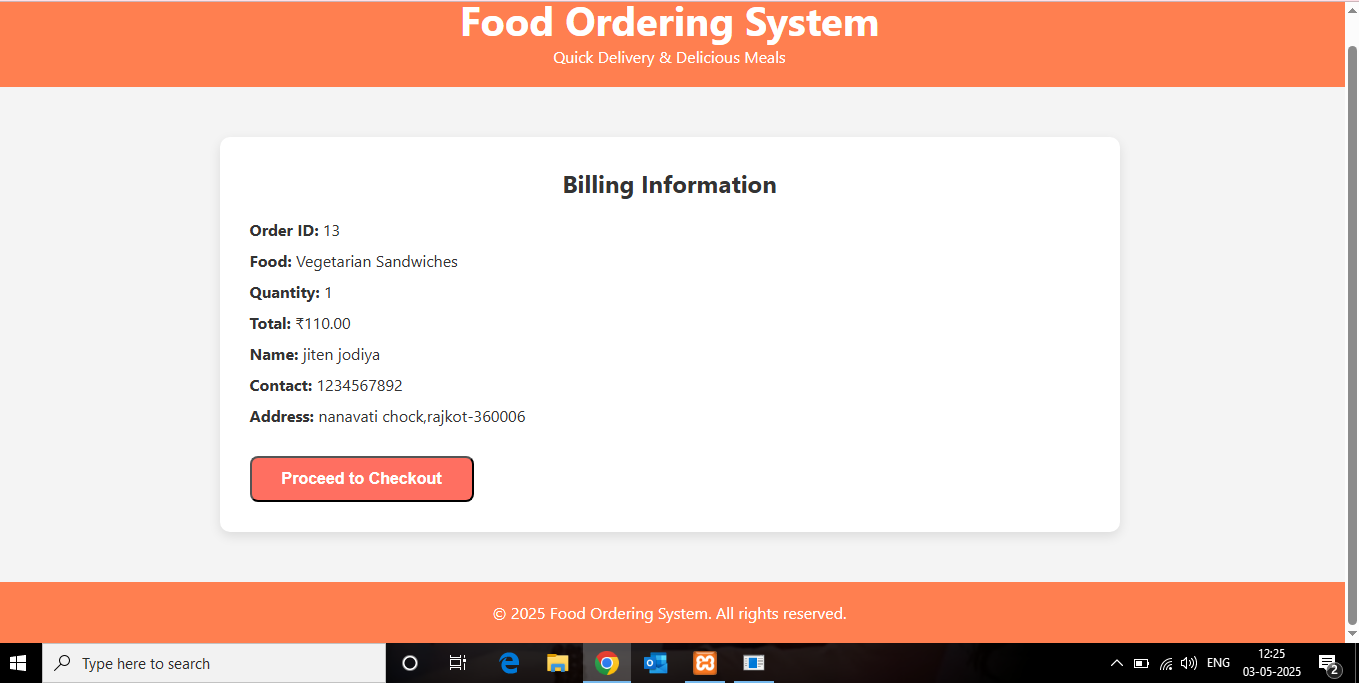 Food Ordering System
Quick Delivery & Delicious Meals
Billing Information
Order ID: 13
Food: Vegetarian Sandwiches
Quantity: 1
Total: ₹110.00
Name: jiten jodiya
Contact: 1234567892
Address: nanavati chock,rajkot-360006
Proceed to Checkout
© 2025 Food Ordering System. All rights reserved.
Type here to search
ENG
12:25
03-05-2025
2